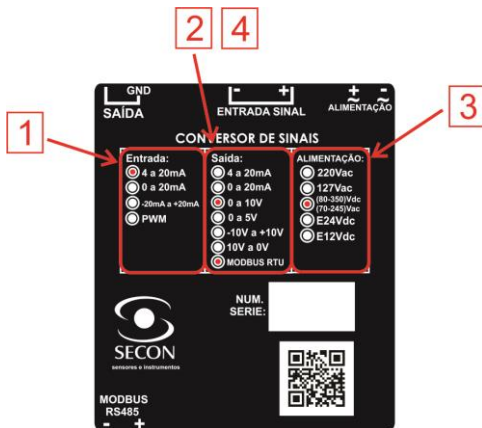 2 4
1
3
GND
SAÍDA
- +
ENTRADA SINAL
+ -
~ ~
ALIMENTAÇÃO
CONVERSOR DE SINAIS
Entrada:
4 a 20mA
0 a 20mA
-20mA a +20mA
PWM
Saída:
4 a 20mA
0 a 20mA
0 a 10V
0 a 5V
-10V a +10V
10V a 0V
MODBUS RTU
ALIMENTAÇÃO:
220Vac
127Vac
(80-350)Vdc
(70-245)Vac
E24Vdc
E12Vdc
NUM.
SERIE:
SECON
sensores e instrumentos
MODBUS
RS485
- +